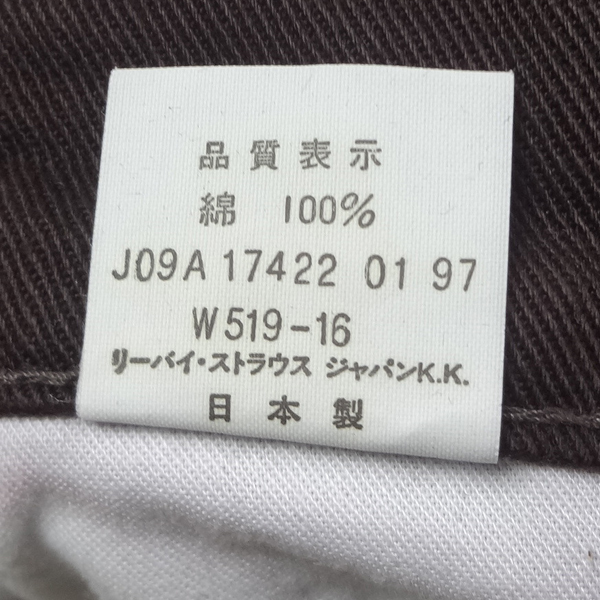 品質表示
綿 100%
J09A 17422 01 97
W519-16
リーバイ・ストラウス ジャパンK.K.
日本製